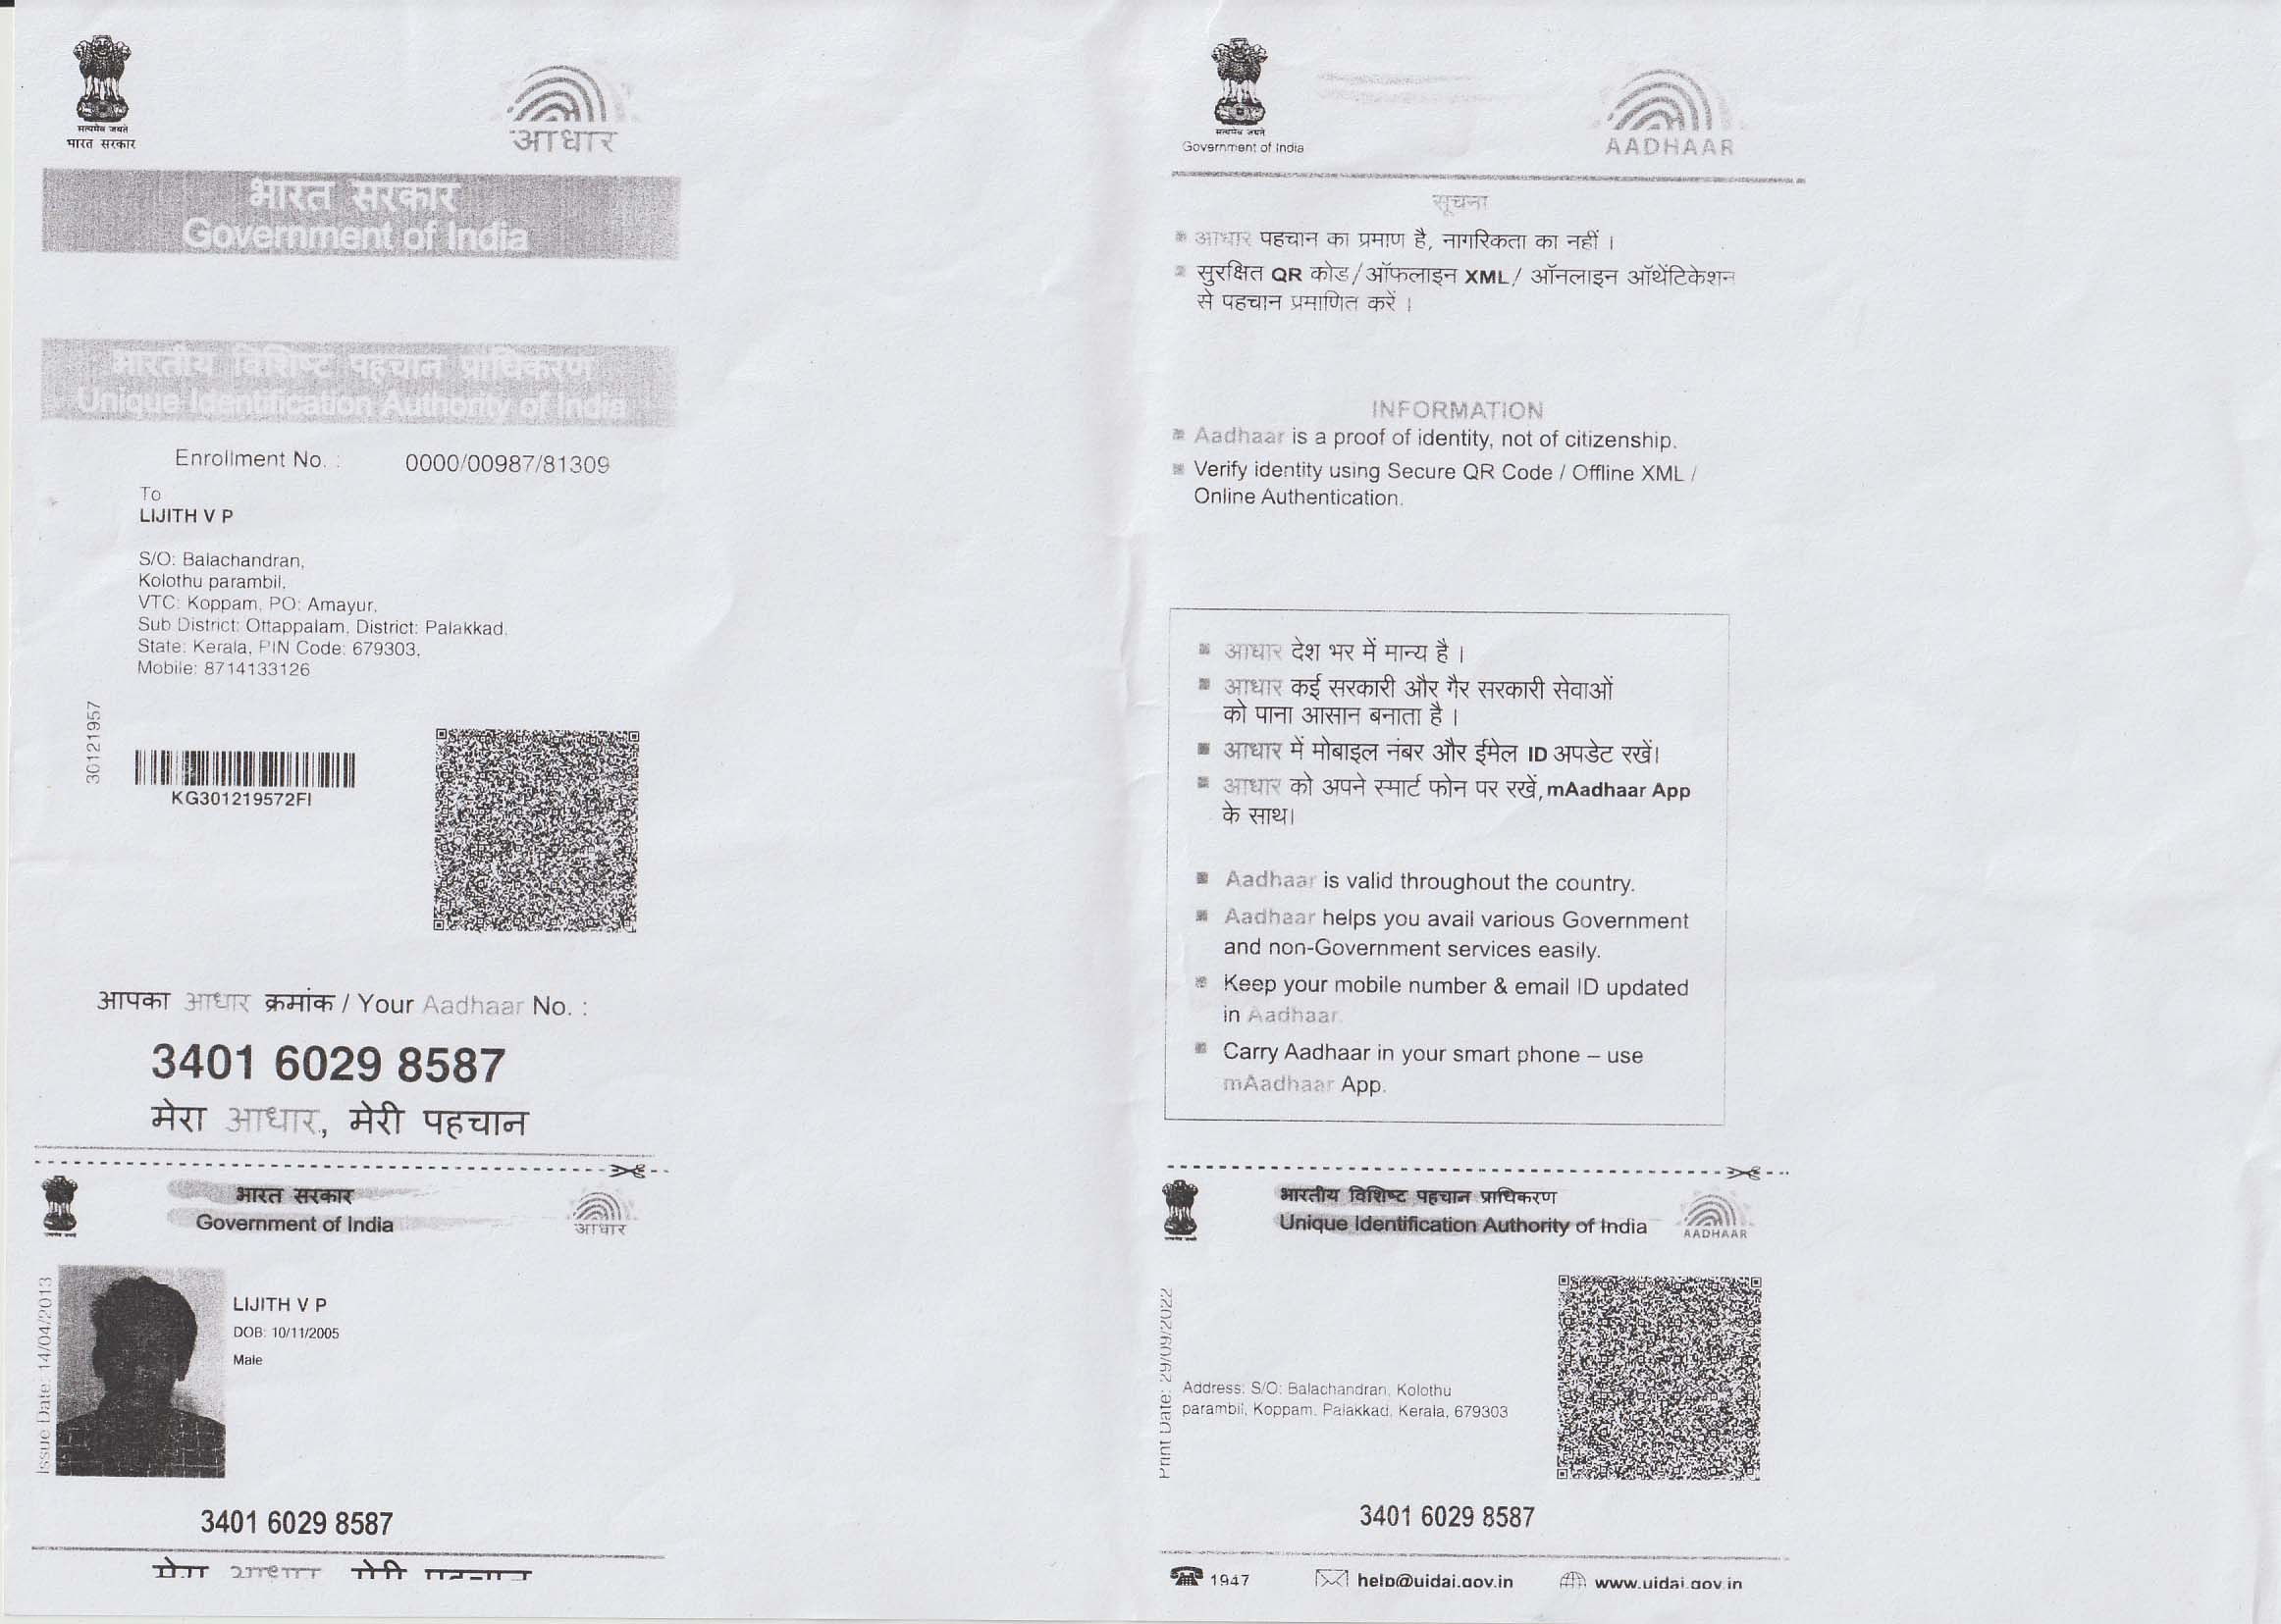 सत्यमेव जयते
भारत सरकार
आधार
भारत सरकार
Government of India
भारतीय विशिष्ट पहचान प्राधिकरण
Unique Identification Authority of India
Enrollment No. : 0000/00987/81309
To
LIJITH V P
S/O: Balachandran,
Kolothu parambil,
VTC: Koppam, PO: Amayur,
Sub District: Ottappalam, District: Palakkad,
State: Kerala, PIN Code: 679303,
Mobile: 8714133126
30121957
KG301219572FI
आपका आधार क्रमांक / Your Aadhaar No. :
3401 6029 8587
मेरा आधार, मेरी पहचान
भारत सरकार
Government of India
आधार
Issue Date: 14/04/2013
LIJITH V P
DOB: 10/11/2005
Male
3401 6029 8587
मेरा आधार मेरी पहचान
सत्यमेव जयते
Government of India
AADHAAR
सूचना
आधार पहचान का प्रमाण है, नागरिकता का नहीं ।
सुरक्षित QR कोड/ऑफलाइन XML/ ऑनलाइन ऑथेंटिकेशन
से पहचान प्रमाणित करें ।
INFORMATION
Aadhaar is a proof of identity, not of citizenship.
Verify identity using Secure QR Code / Offline XML /
Online Authentication.
आधार देश भर में मान्य है ।
आधार कई सरकारी और गैर सरकारी सेवाओं
को पाना आसान बनाता है ।
आधार में मोबाइल नंबर और ईमेल ID अपडेट रखें।
आधार को अपने स्मार्ट फोन पर रखें, mAadhaar App
के साथ।
Aadhaar is valid throughout the country.
Aadhaar helps you avail various Government
and non-Government services easily.
Keep your mobile number & email ID updated
in Aadhaar.
Carry Aadhaar in your smart phone – use
mAadhaar App.
भारतीय विशिष्ट पहचान प्राधिकरण
Unique Identification Authority of India
AADHAAR
Print Date: 29/09/2022
Address: S/O: Balachandran, Kolothu
parambil, Koppam, Palakkad, Kerala, 679303
3401 6029 8587
1947
help@uidai.gov.in
www.uidai.gov.in